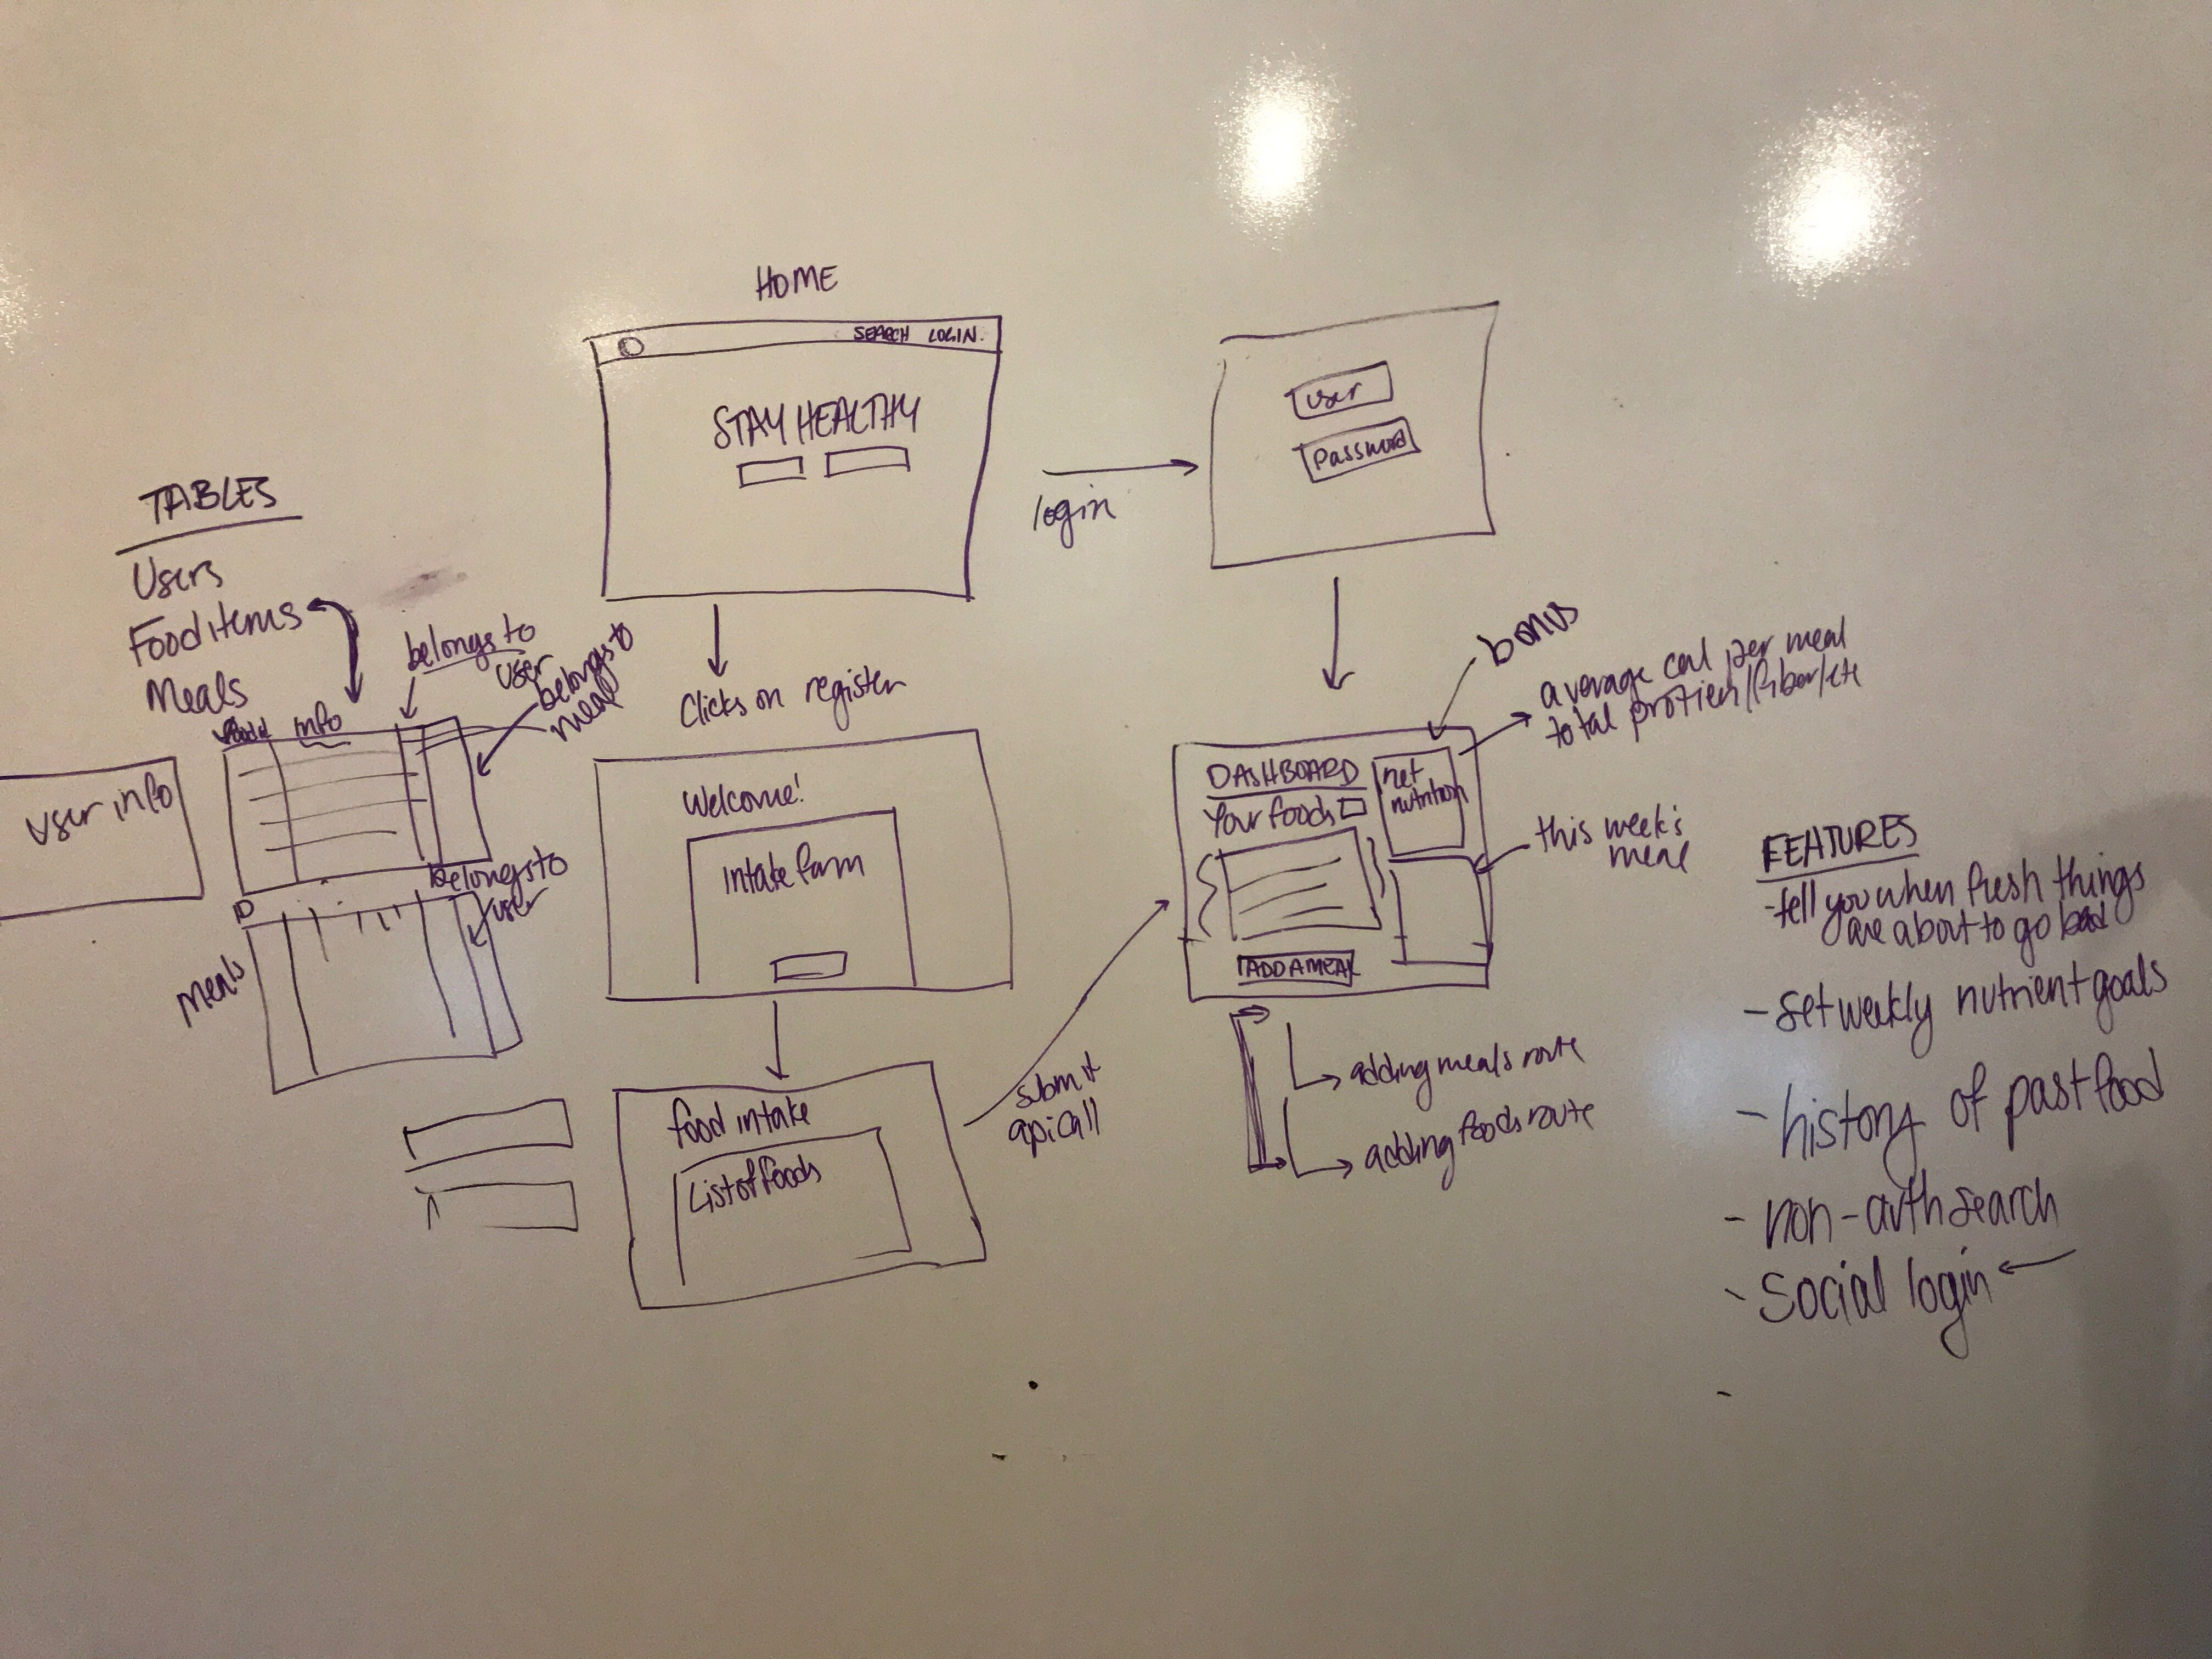 HOME
SEARCH LOGIN.
STAY HEALTHY
login
User
Password
TABLES
Users
Food items
Meals
belongs to
user
belongs to
meal
info
User info
belongs to
user
ID
Meals
Clicks on register
Welcome!
Intake form
food intake
List of Foods
submit
api call
bonus
average cal per meal
total protien/fiber/etc
DASHBOARD
Your foods
net
nutrition
this week's
meal
ADD A MEAL
adding meals route
adding foods route
FEATURES
- tell you when fresh things
are about to go bad
- set weekly nutrient goals
- history of past food
- non-auth search
- Social login